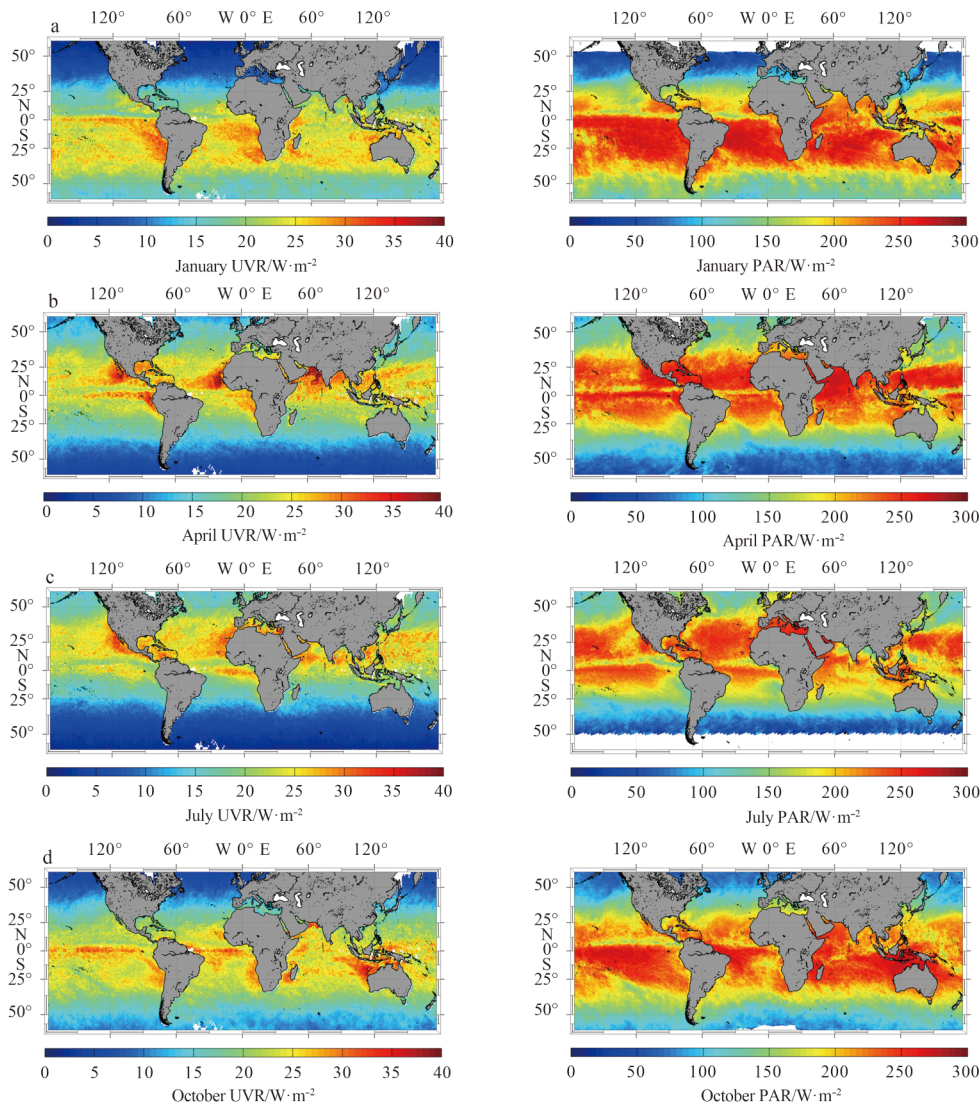 a
120° 60° W 0° E 60° 120°
120° 60° W 0° E 60° 120°
50°
25°
N
0°
S
25°
50°
50°
25°
N
0°
S
25°
50°
0 5 10 15 20 25 30 35 40
January UVR/W·m⁻²
0 50 100 150 200 250 300
January PAR/W·m⁻²
b
120° 60° W 0° E 60° 120°
120° 60° W 0° E 60° 120°
50°
25°
N
0°
S
25°
50°
50°
25°
N
0°
S
25°
50°
0 10 20 30 40
April UVR/W·m⁻²
0 50 100 150 200 250 300
April PAR/W·m⁻²
c
120° 60° W 0° E 60° 120°
120° 60° W 0° E 60° 120°
50°
25°
N
0°
S
25°
50°
50°
25°
N
0°
S
25°
50°
0 5 10 15 20 25 30 35 40
July UVR/W·m⁻²
0 50 100 150 200 250 300
July PAR/W·m⁻²
d
120° 60° W 0° E 60° 120°
120° 60° W 0° E 60° 120°
50°
25°
N
0°
S
25°
50°
50°
25°
N
0°
S
25°
50°
0 5 10 15 20 25 30 35 40
October UVR/W·m⁻²
0 50 100 150 200 250 300
October PAR/W·m⁻²